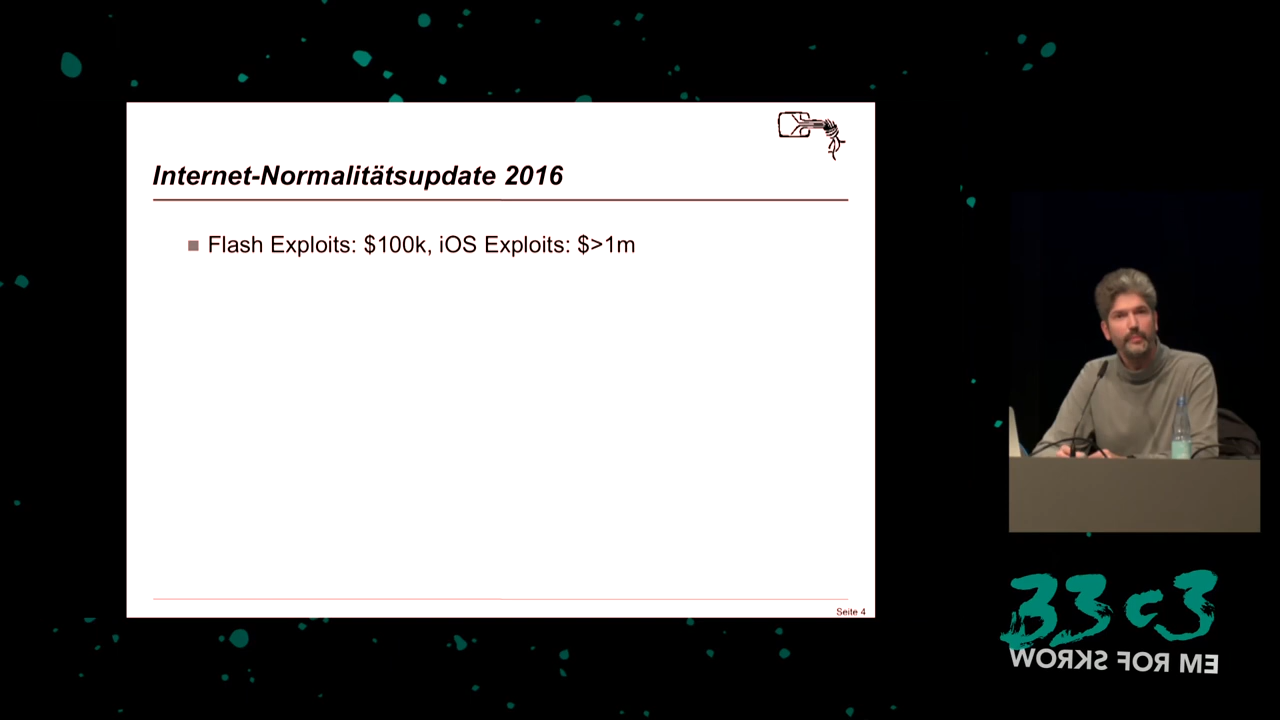 Internet-Normalitätsupdate 2016
Flash Exploits: $100k, iOS Exploits: $>1m
Seite 4
33c3
WORKS FOR ME